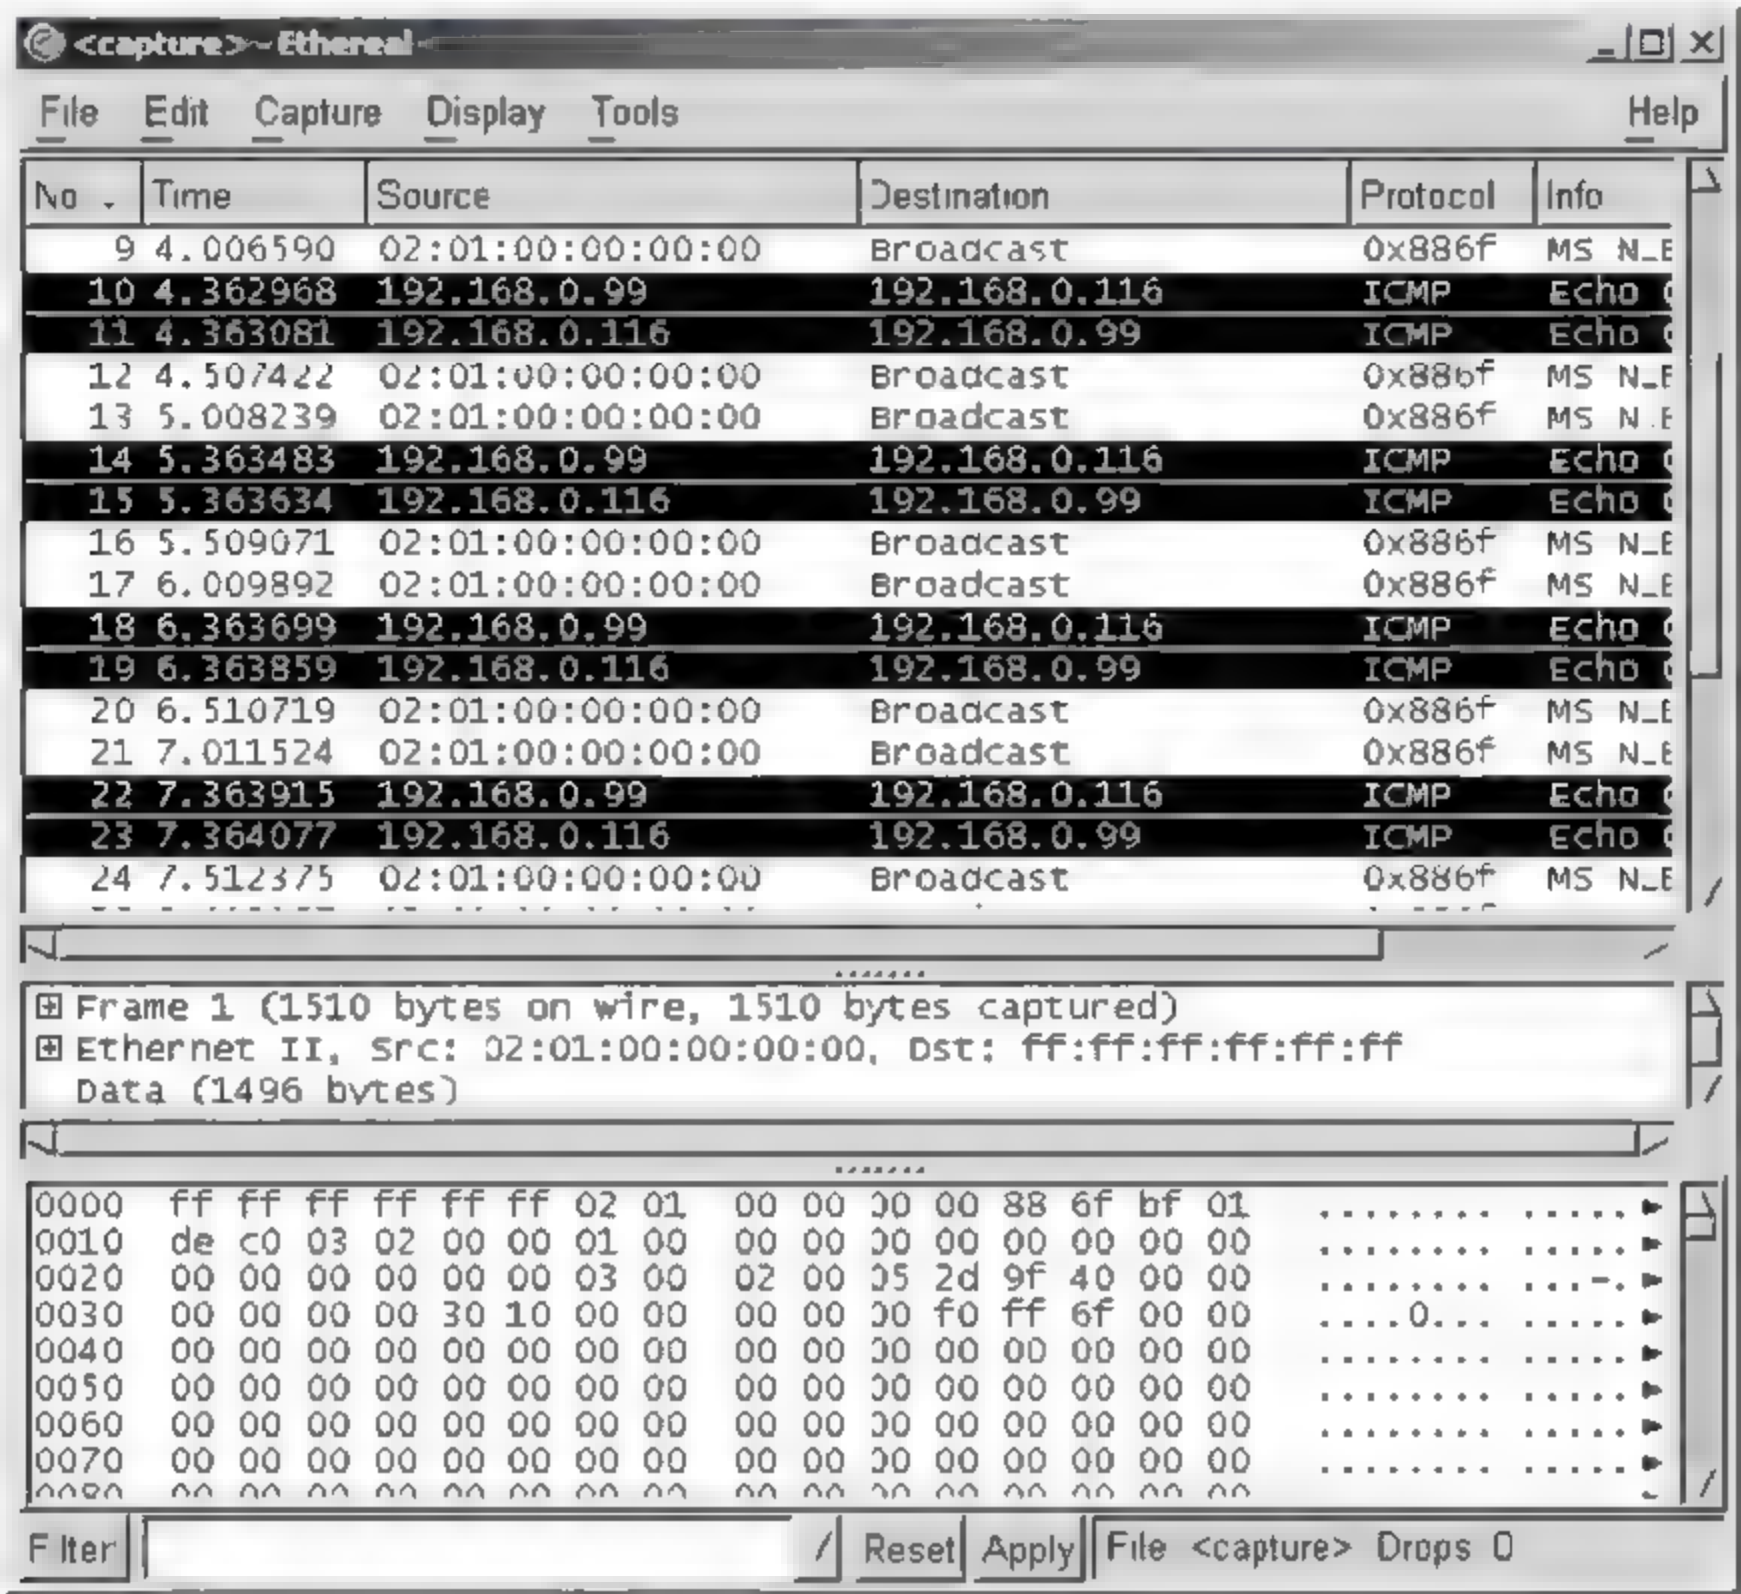 <capture> - Ethereal
File Edit Capture Display Tools Help
No. Time Source Destination Protocol Info
9 4.006590 02:01:00:00:00:00 Broadcast 0x886f MS N_E
10 4.362968 192.168.0.99 192.168.0.116 ICMP Echo
11 4.363081 192.168.0.116 192.168.0.99 ICMP Echo
12 4.507422 02:01:00:00:00:00 Broadcast 0x886f MS N_E
13 5.008239 02:01:00:00:00:00 Broadcast 0x886f MS N_E
14 5.363483 192.168.0.99 192.168.0.116 ICMP Echo
15 5.363634 192.168.0.116 192.168.0.99 ICMP Echo
16 5.509071 02:01:00:00:00:00 Broadcast 0x886f MS N_E
17 6.009892 02:01:00:00:00:00 Broadcast 0x886f MS N_E
18 6.363699 192.168.0.99 192.168.0.116 ICMP Echo
19 6.363859 192.168.0.116 192.168.0.99 ICMP Echo
20 6.510719 02:01:00:00:00:00 Broadcast 0x886f MS N_E
21 7.011524 02:01:00:00:00:00 Broadcast 0x886f MS N_E
22 7.363915 192.168.0.99 192.168.0.116 ICMP Echo
23 7.364077 192.168.0.116 192.168.0.99 ICMP Echo
24 7.512375 02:01:00:00:00:00 Broadcast 0x886f MS N_E
Frame 1 (1510 bytes on wire, 1510 bytes captured)
Ethernet II, Src: 02:01:00:00:00:00, Dst: ff:ff:ff:ff:ff:ff
Data (1496 bytes)
0000 ff ff ff ff ff ff 02 01 00 00 00 00 88 6f bf 01 ........ .....
0010 de c0 03 02 00 00 01 00 00 00 00 00 00 00 00 00 ........ .....
0020 00 00 00 00 00 00 03 00 02 00 05 2d 9f 40 00 00 ........ ...-.
0030 00 00 00 00 30 10 00 00 00 00 00 f0 ff 6f 00 00 ....0... .....
0040 00 00 00 00 00 00 00 00 00 00 00 00 00 00 00 00 ........ .....
0050 00 00 00 00 00 00 00 00 00 00 00 00 00 00 00 00 ........ .....
0060 00 00 00 00 00 00 00 00 00 00 00 00 00 00 00 00 ........ .....
0070 00 00 00 00 00 00 00 00 00 00 00 00 00 00 00 00 ........ .....
Filter Reset Apply File <capture> Drops 0